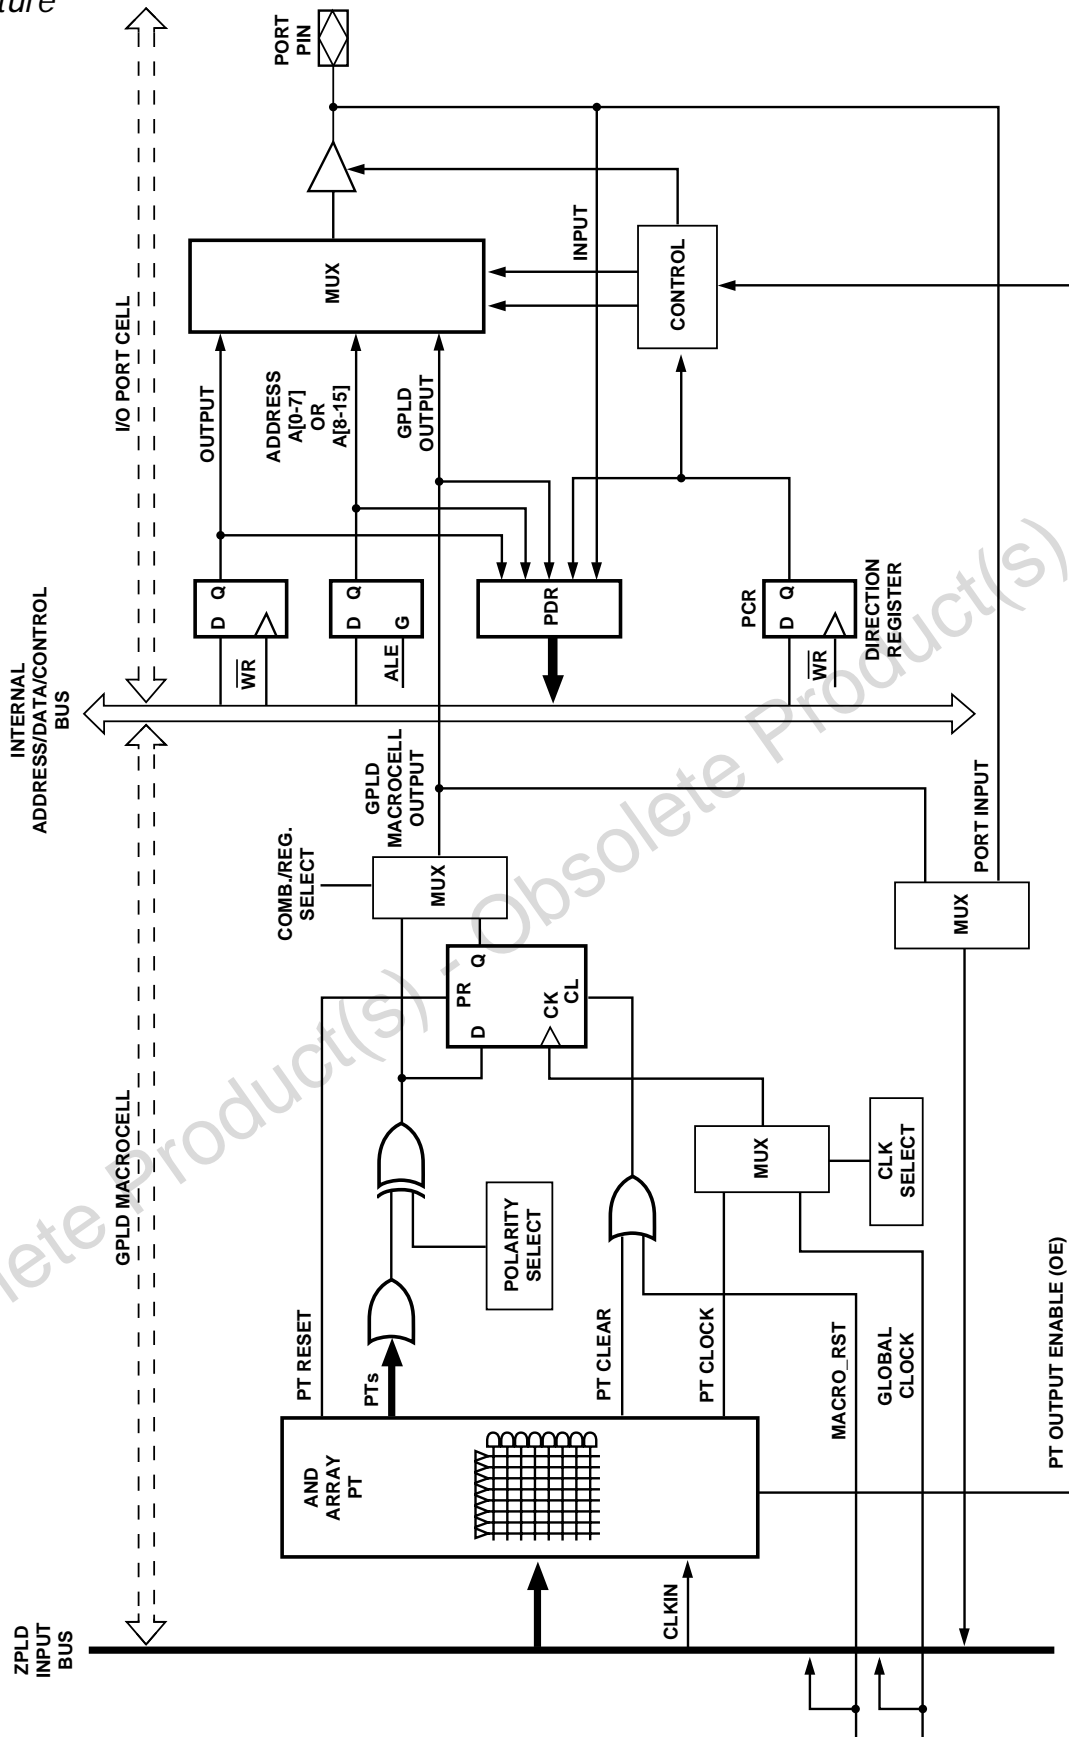 ture
PORT
PIN
I/O PORT CELL
MUX
INPUT
CONTROL
OUTPUT
ADDRESS
A[0-7]
OR
A[8-15]
GPLD
OUTPUT
D Q
WR
D Q
G
ALE
PDR
PCR
D Q
WR
DIRECTION
REGISTER
INTERNAL
ADDRESS/DATA/CONTROL
BUS
GPLD
MACROCELL
OUTPUT
PORT INPUT
COMB./REG.
SELECT
MUX
MUX
PR
D
Q
CK
CL
GPLD MACROCELL
MUX
CLK
SELECT
POLARITY
SELECT
PT RESET
PTs
PT CLEAR
PT CLOCK
MACRO_RST
GLOBAL
CLOCK
PT OUTPUT ENABLE (OE)
AND
ARRAY
PT
CLKIN
ZPLD
INPUT
BUS
lete Product(s) - Obsolete Product(s)